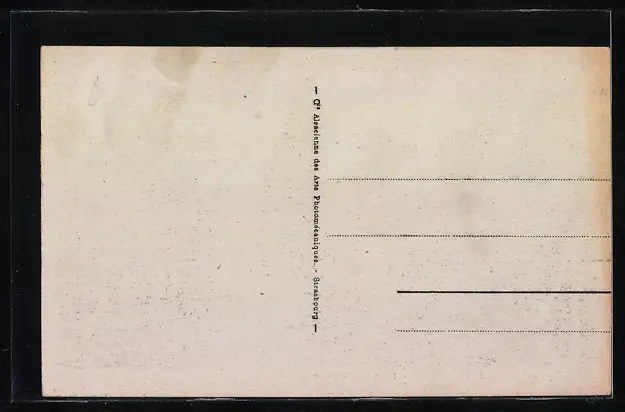 — Cie Alsacienne des Arts Photomécaniques. - Strasbourg —